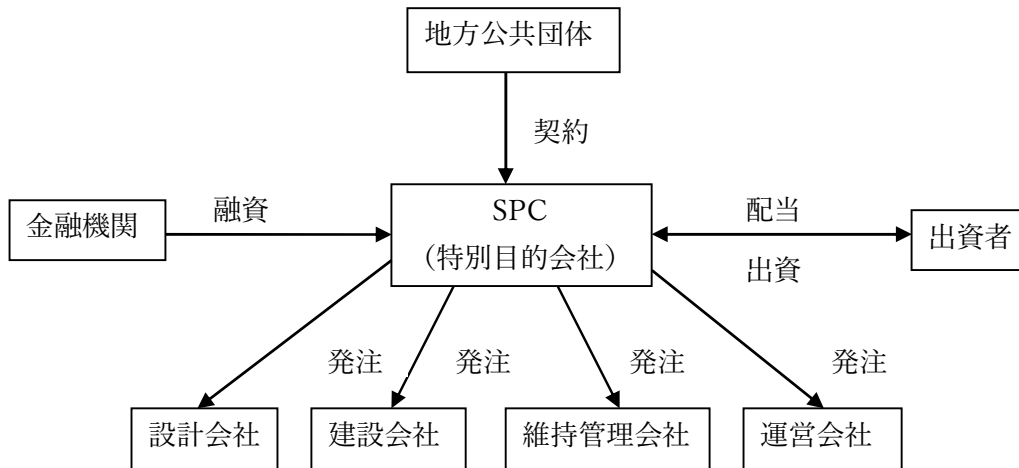 地方公共団体
契約
金融機関
融資
SPC
（特別目的会社）
配当
出資
出資者
発注
発注
発注
発注
設計会社
建設会社
維持管理会社
運営会社